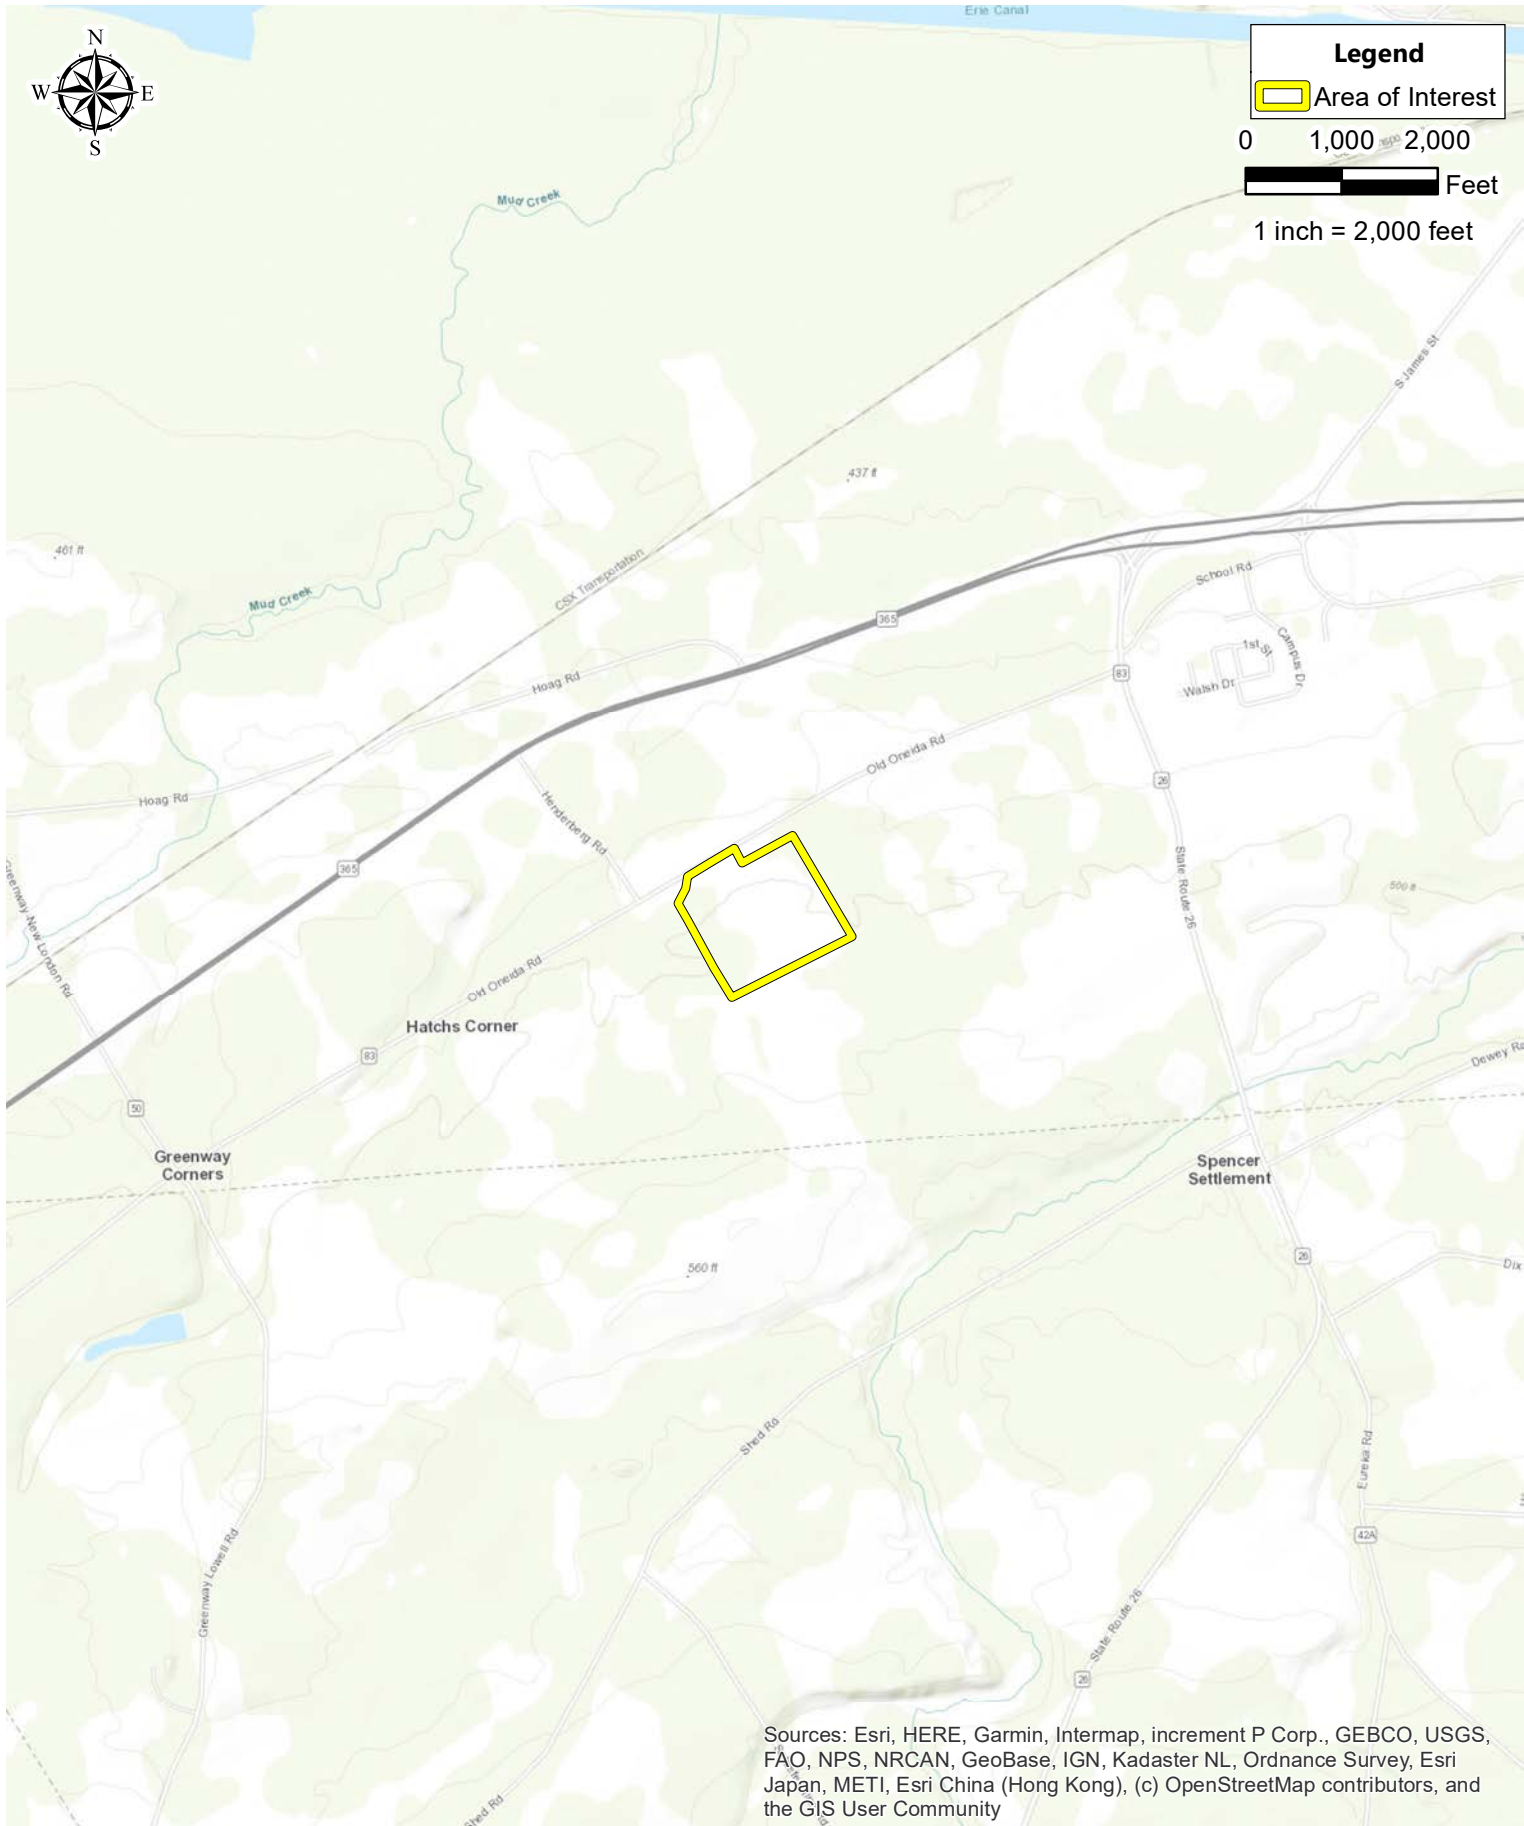 Erie Canal
N
W E
S
Legend
Area of Interest
0 1,000 2,000
Feet
1 inch = 2,000 feet
Mud Creek
S James St
437 ft
461 ft
CSX Transportation
Mud Creek
365
School Rd
1st St
Campus Dr
Walsh Dr
83
Hoag Rd
Old Oneida Rd
26
Hoag Rd
Henderberg Rd
365
State Route 26
500 ft
Greenway-New London Rd
Old Oneida Rd
Hatchs Corner
83
Dewey Rd
50
Greenway
Corners
Spencer
Settlement
26
560 ft
Dix
Shed Rd
Eureka Rd
42A
Greenway Lowell Rd
State Route 26
26
Shed Rd
Sources: Esri, HERE, Garmin, Intermap, increment P Corp., GEBCO, USGS,
FAO, NPS, NRCAN, GeoBase, IGN, Kadaster NL, Ordnance Survey, Esri
Japan, METI, Esri China (Hong Kong), (c) OpenStreetMap contributors, and
the GIS User Community